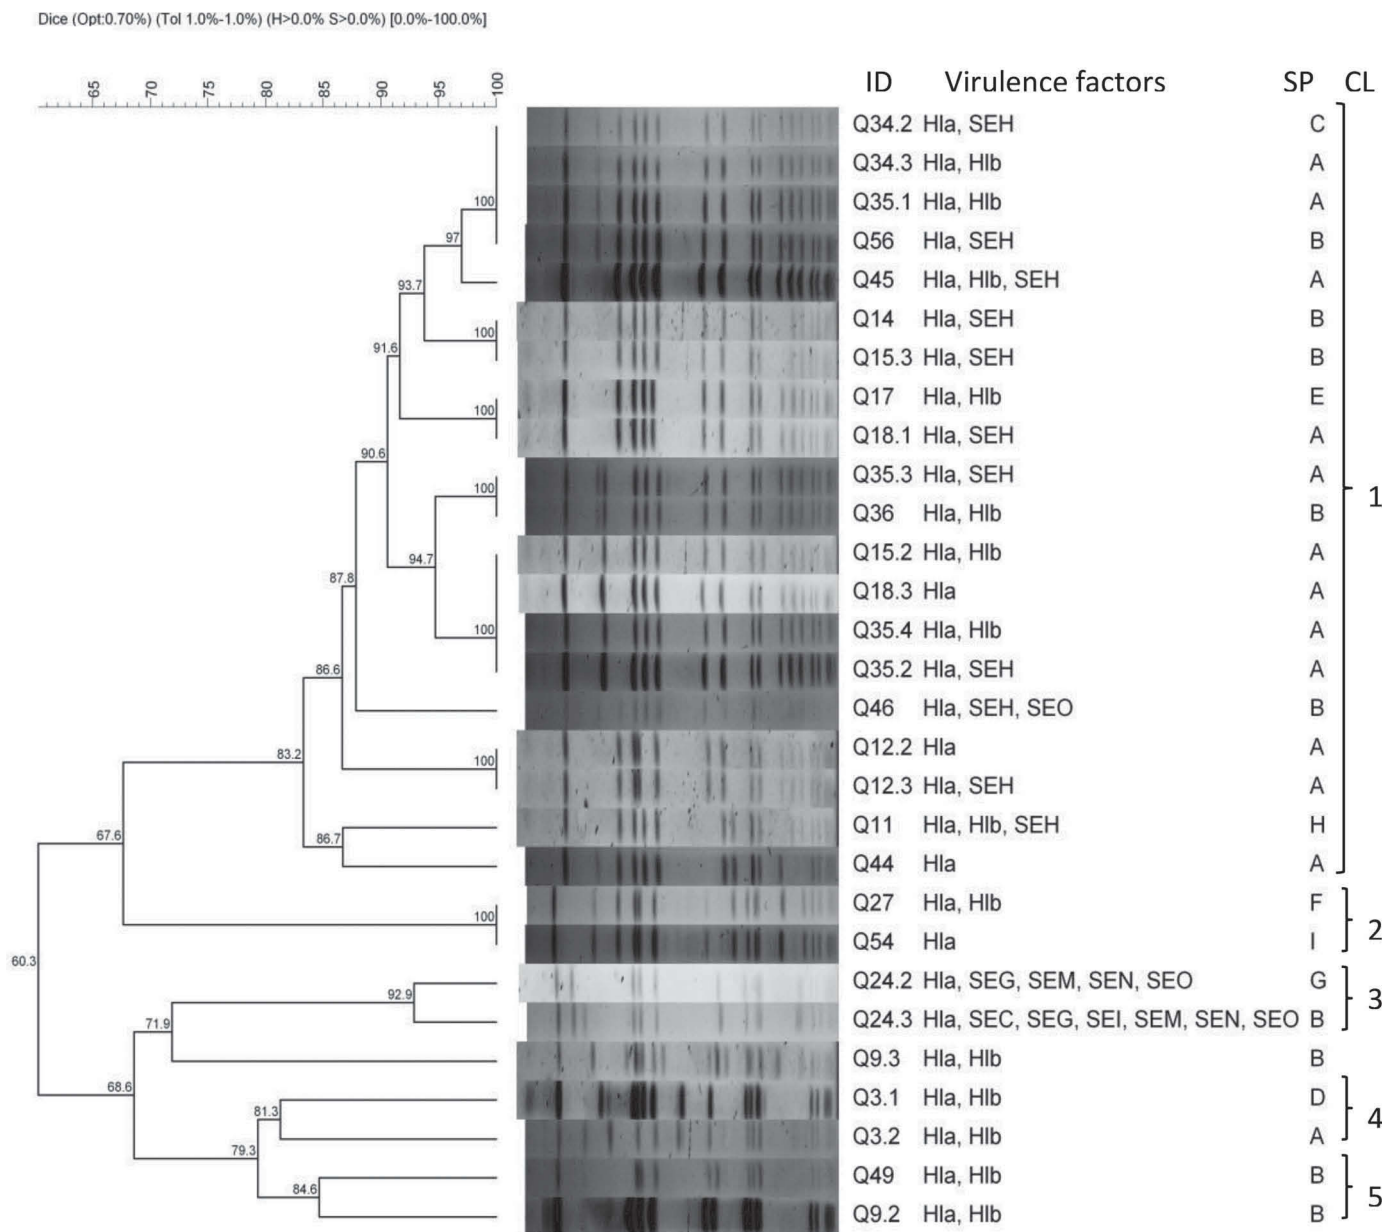 Dice (Opt:0.70%) (Tol 1.0%-1.0%) (H>0.0% S>0.0%) [0.0%-100.0%]
65 70 75 80 85 90 95 100
ID Virulence factors SP CL
Q34.2 Hla, SEH C
Q34.3 Hla, Hlb A
100 Q35.1 Hla, Hlb A
97 Q56 Hla, SEH B
93.7 Q45 Hla, Hlb, SEH A
Q14 Hla, SEH B
100
91.6 Q15.3 Hla, SEH B
Q17 Hla, Hlb E
100
Q18.1 Hla, SEH A
90.6 Q35.3 Hla, SEH A
100 1
Q36 Hla, Hlb B
94.7 Q15.2 Hla, Hlb A
87.8 Q18.3 Hla A
100 Q35.4 Hla, Hlb A
86.6 Q35.2 Hla, SEH A
Q46 Hla, SEH, SEO B
83.2 100 Q12.2 Hla A
Q12.3 Hla, SEH A
67.6 86.7 Q11 Hla, Hlb, SEH H
Q44 Hla A
Q27 Hla, Hlb F
100 2
Q54 Hla I
60.3
Q24.2 Hla, SEG, SEM, SEN, SEO G
92.9 3
71.9 Q24.3 Hla, SEC, SEG, SEI, SEM, SEN, SEO B
Q9.3 Hla, Hlb B
68.6 Q3.1 Hla, Hlb D
81.3 4
Q3.2 Hla, Hlb A
79.3 Q49 Hla, Hlb B
84.6 5
Q9.2 Hla, Hlb B